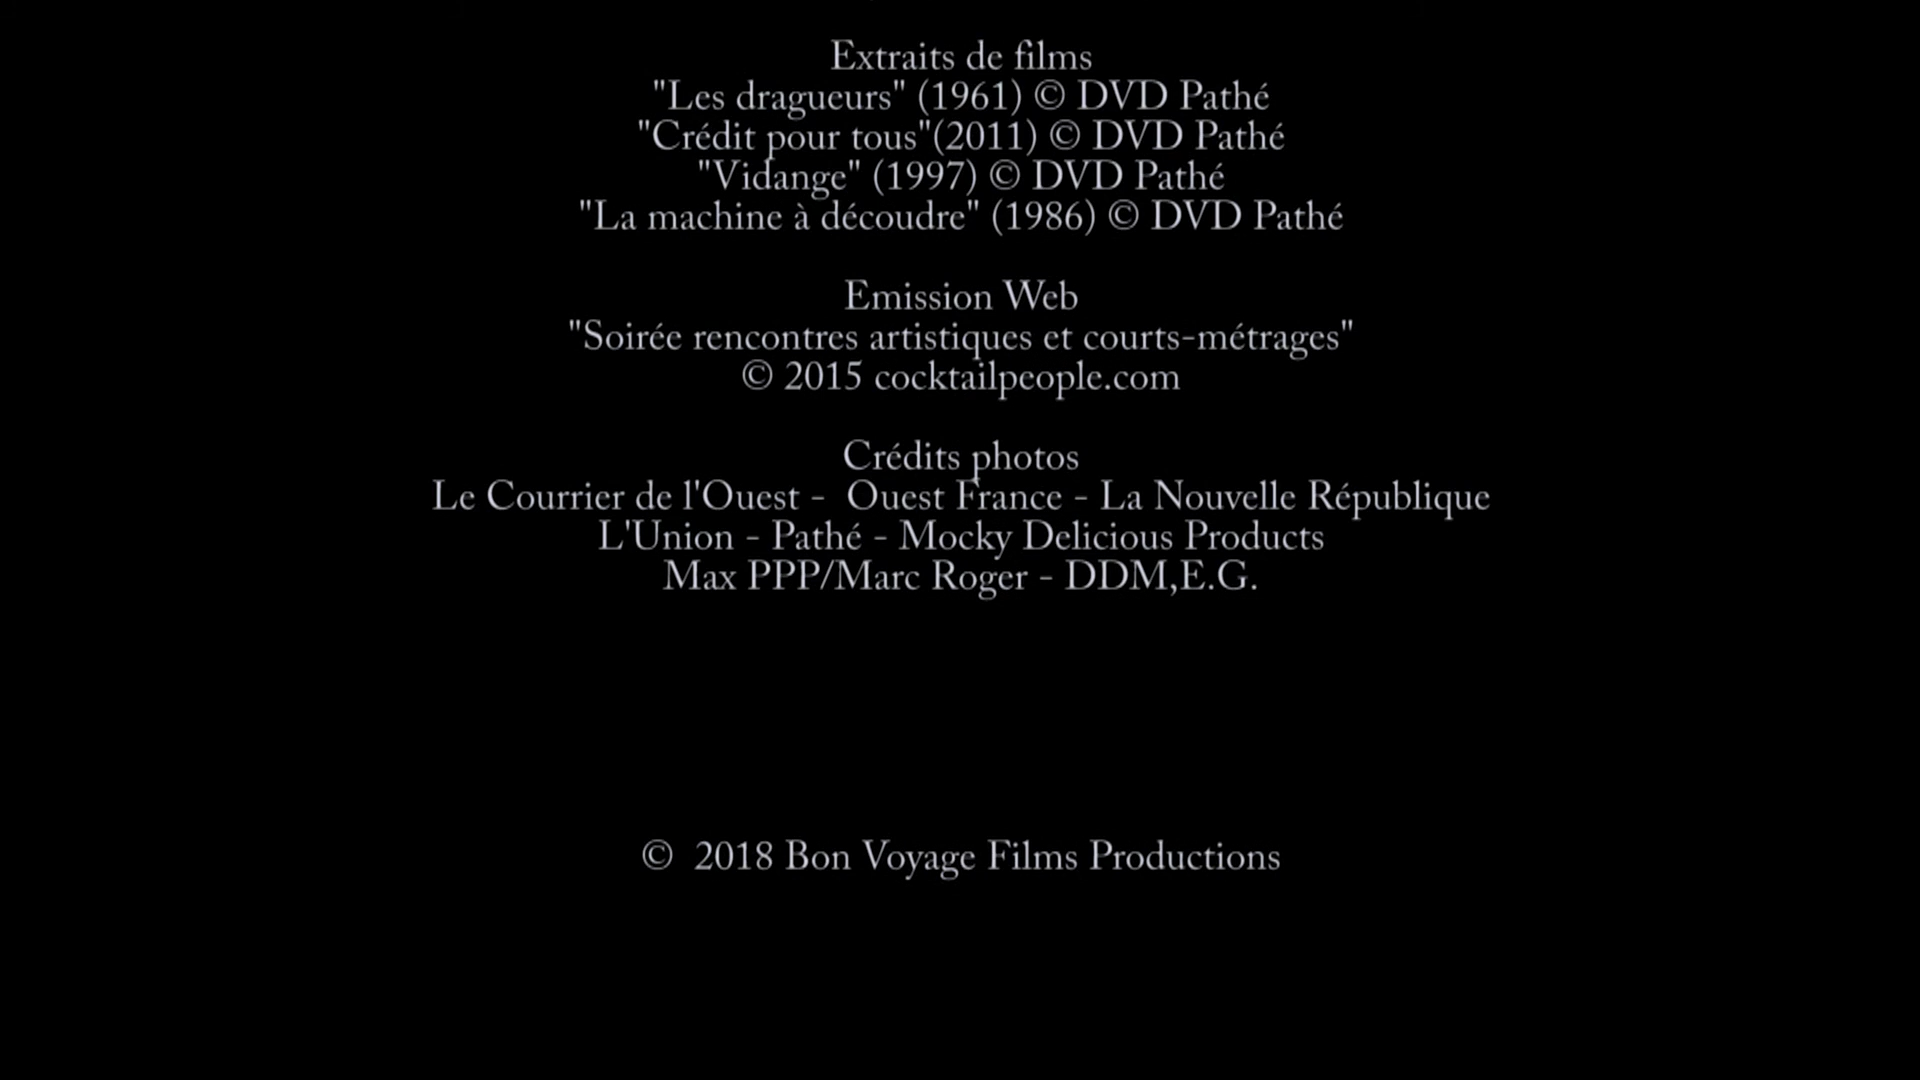 Extraits de films
"Les dragueurs" (1961) © DVD Pathé
"Crédit pour tous"(2011) © DVD Pathé
"Vidange" (1997) © DVD Pathé
"La machine à découdre" (1986) © DVD Pathé
Emission Web
"Soirée rencontres artistiques et courts-métrages"
© 2015 cocktailpeople.com
Crédits photos
Le Courrier de l'Ouest -  Ouest France - La Nouvelle République
L'Union - Pathé - Mocky Delicious Products
Max PPP/Marc Roger - DDM,E.G.
©  2018 Bon Voyage Films Productions